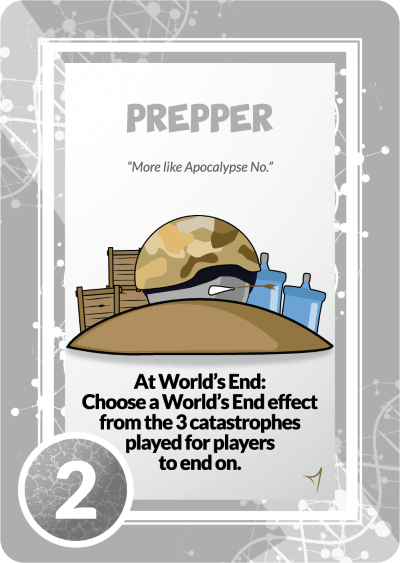 PREPPER
“More like Apocalypse No.”
At World’s End:
Choose a World’s End effect
from the 3 catastrophes
played for players
to end on.
2